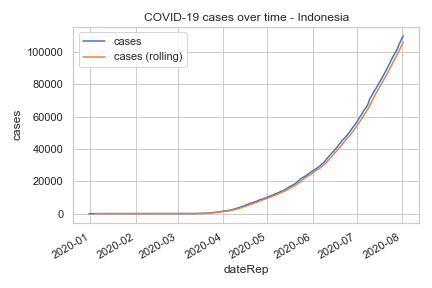 COVID-19 cases over time - Indonesia
cases
cases (rolling)
cases
100000
80000
60000
40000
20000
0
2020-01
2020-02
2020-03
2020-04
2020-05
2020-06
2020-07
2020-08
dateRep